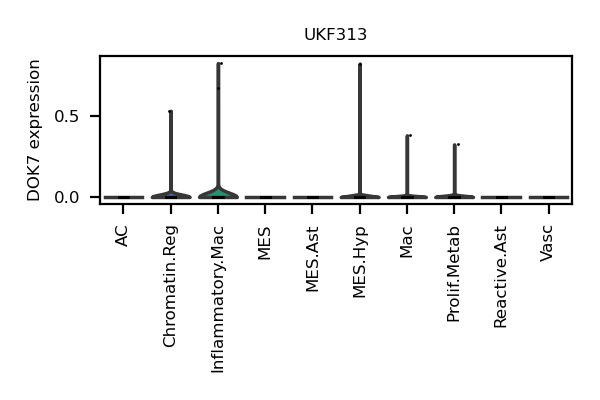 UKF313
DOK7 expression
0.5
0.0
AC
Chromatin.Reg
Inflammatory.Mac
MES
MES.Ast
MES.Hyp
Mac
Prolif.Metab
Reactive.Ast
Vasc